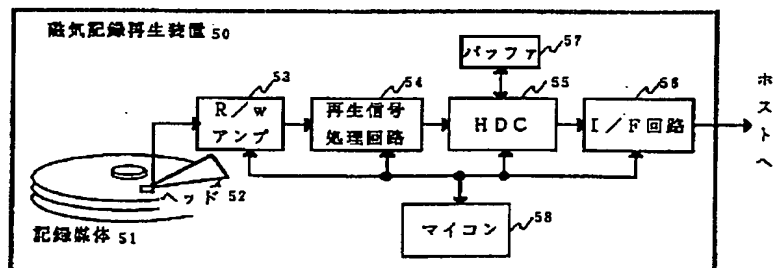 磁気記録再生装置 50
バッファ
57
53
R/w
アンプ
54
再生信号
処理回路
55
HDC
56
I/F回路
ホストへ
ヘッド 52
記録媒体 51
マイコン
58